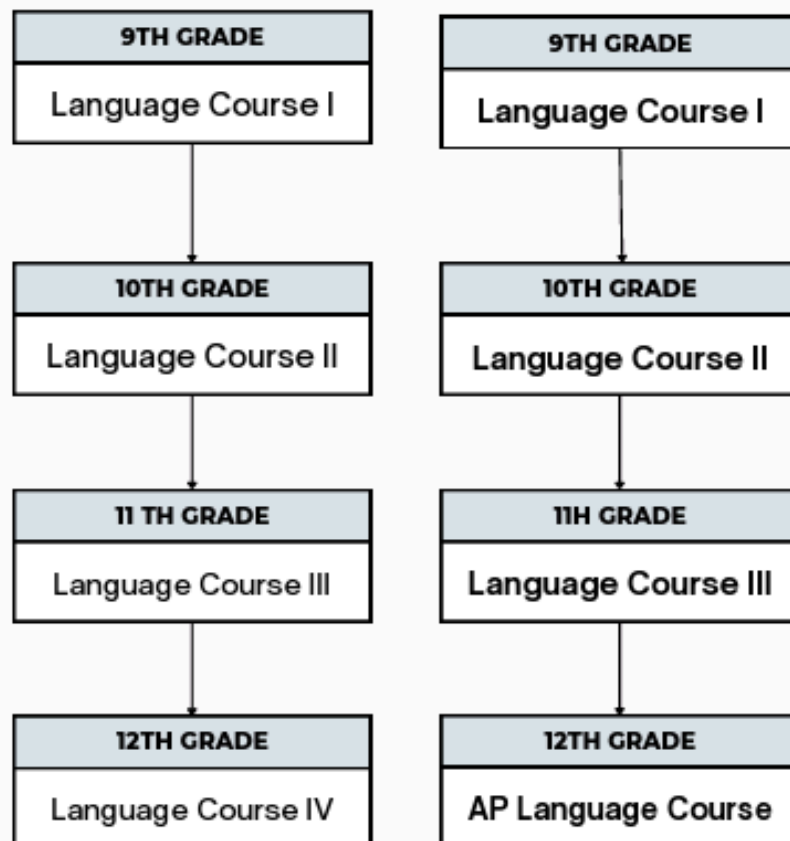 9TH GRADE
Language Course I
10TH GRADE
Language Course II
11 TH GRADE
Language Course III
12TH GRADE
Language Course IV
9TH GRADE
Language Course I
10TH GRADE
Language Course II
11H GRADE
Language Course III
12TH GRADE
AP Language Course